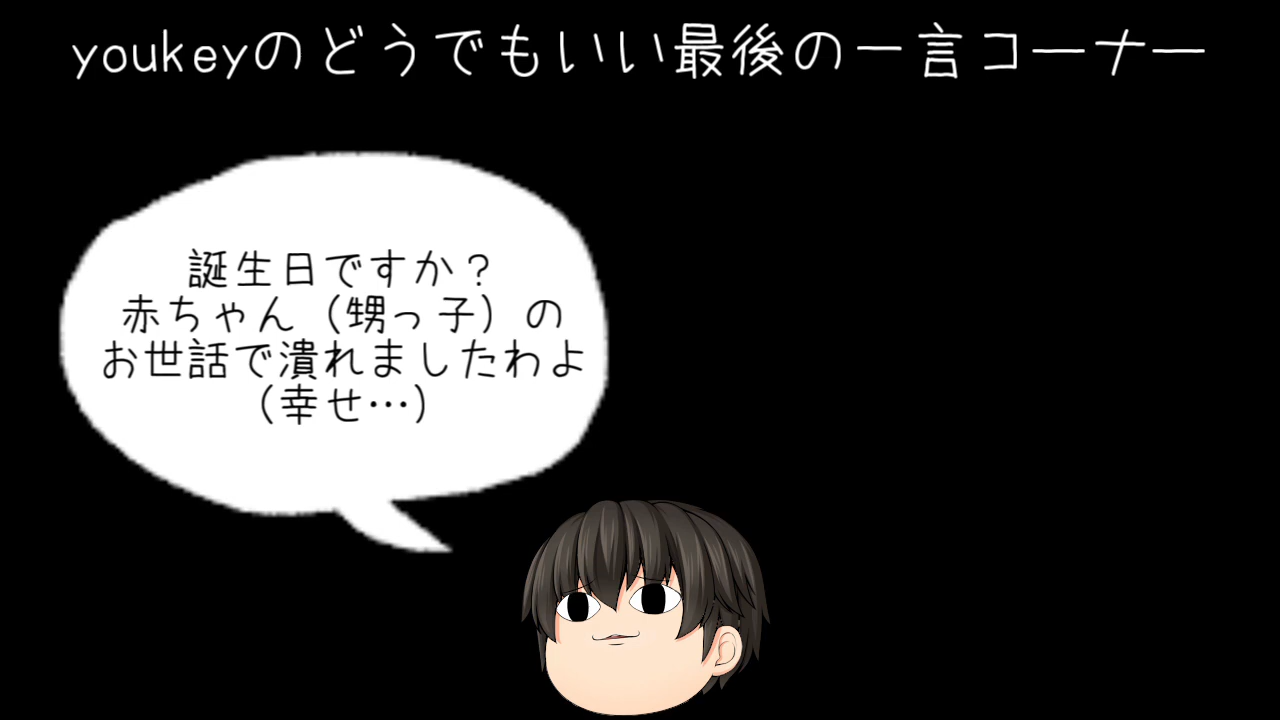 youkeyのどうでもいい最後の一言コーナー
誕生日ですか？
赤ちゃん（甥っ子）の
お世話で潰れましたわよ
（幸せ…）